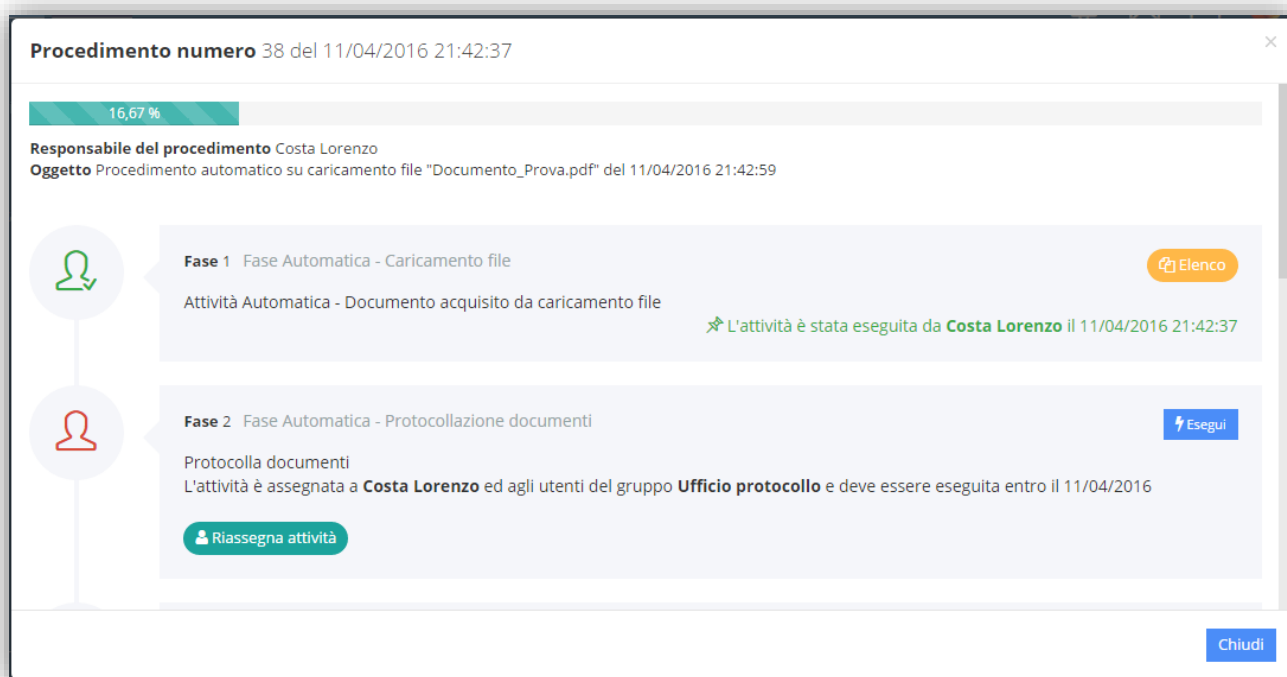 Procedimento numero 38 del 11/04/2016 21:42:37
×
16,67 %
Responsabile del procedimento Costa Lorenzo
Oggetto Procedimento automatico su caricamento file "Documento_Prova.pdf" del 11/04/2016 21:42:59
Fase 1 Fase Automatica - Caricamento file
Elenco
Attività Automatica - Documento acquisito da caricamento file
L'attività è stata eseguita da Costa Lorenzo il 11/04/2016 21:42:37
Fase 2 Fase Automatica - Protocollazione documenti
Esegui
Protocolla documenti
L'attività è assegnata a Costa Lorenzo ed agli utenti del gruppo Ufficio protocollo e deve essere eseguita entro il 11/04/2016
Riassegna attività
Chiudi